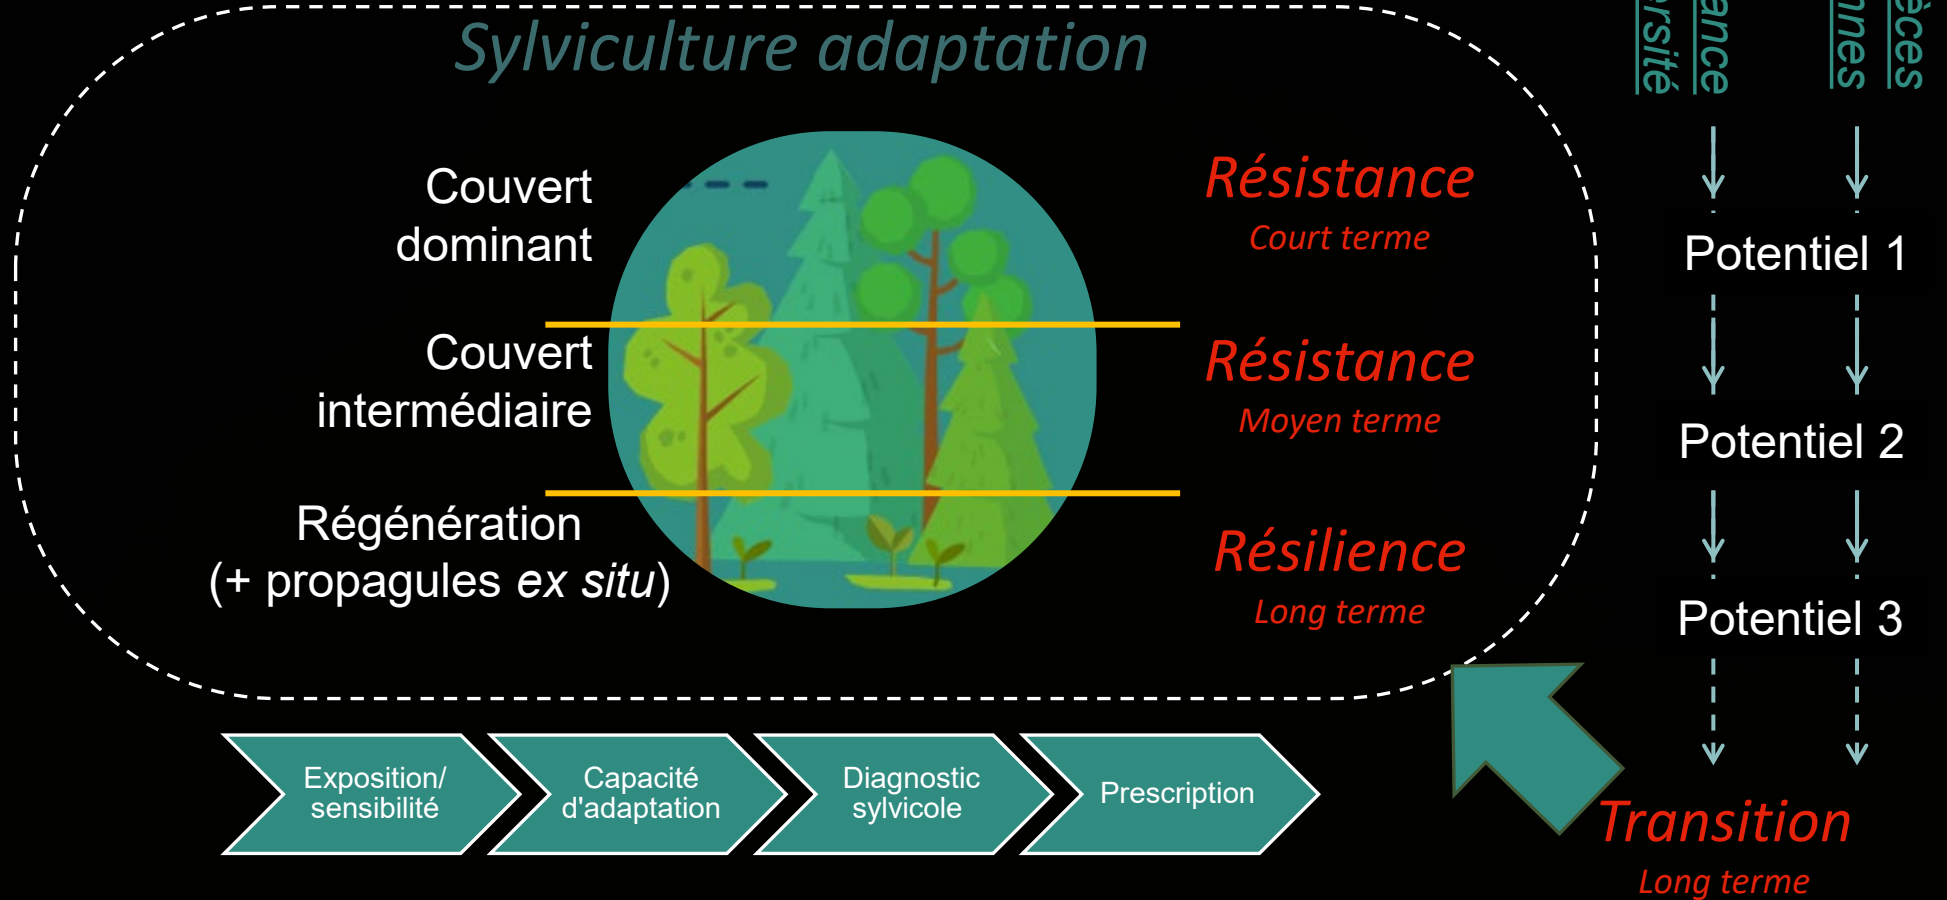 Sylviculture adaptation
Couvert
dominant
Résistance
Court terme
Couvert
intermédiaire
Résistance
Moyen terme
Régénération
(+ propagules ex situ)
Résilience
Long terme
Potentiel 1
Potentiel 2
Potentiel 3
Exposition/
sensibilité
Capacité
d'adaptation
Diagnostic
sylvicole
Prescription
Transition
Long terme